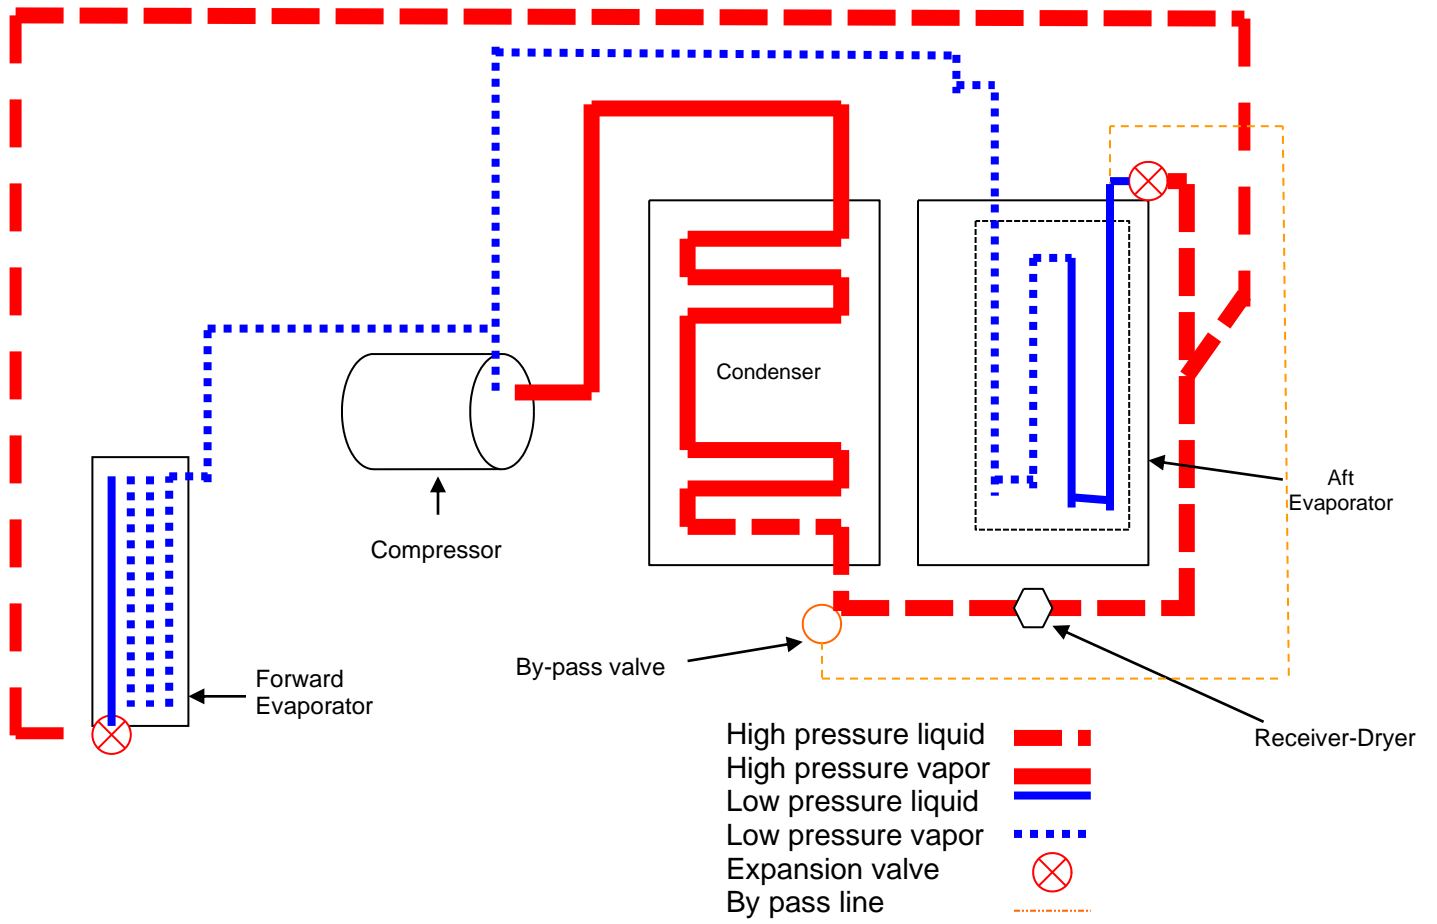 Condenser
Aft
Evaporator
Compressor
By-pass valve
Forward
Evaporator
Receiver-Dryer
High pressure liquid
High pressure vapor
Low pressure liquid
Low pressure vapor
Expansion valve
By pass line